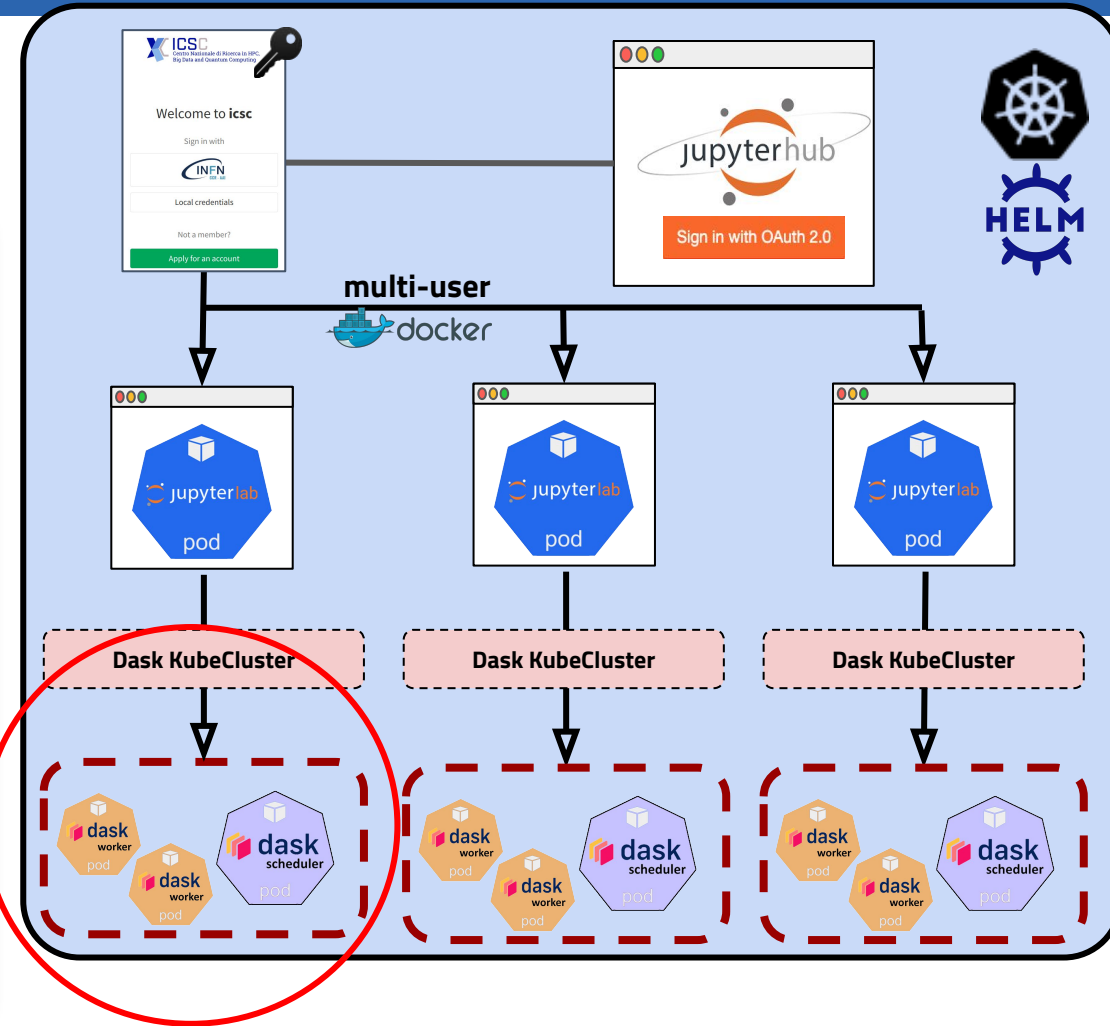 ICSC
Centro Nazionale di Ricerca in HPC,
Big Data and Quantum Computing
Welcome to icsc
Sign in with
INFN
Local credentials
Not a member?
Apply for an account
jupyterhub
Sign in with OAuth 2.0
HELM
multi-user
docker
jupyterlab
pod
jupyterlab
pod
jupyterlab
pod
Dask KubeCluster
Dask KubeCluster
Dask KubeCluster
dask
worker
pod
dask
worker
pod
dask
scheduler
pod
dask
worker
pod
dask
worker
pod
dask
scheduler
pod
dask
worker
pod
dask
worker
pod
dask
scheduler
pod